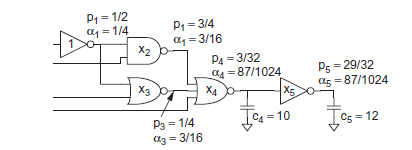 p₁ = 1/2
α₁ = 1/4
p₁ = 3/4
α₁ = 3/16
1
x₂
p₄ = 3/32
α₄ = 87/1024
p₅ = 29/32
α₅ = 87/1024
x₃
x₄
x₅
p₃ = 1/4
α₃ = 3/16
c₄ = 10
c₅ = 12